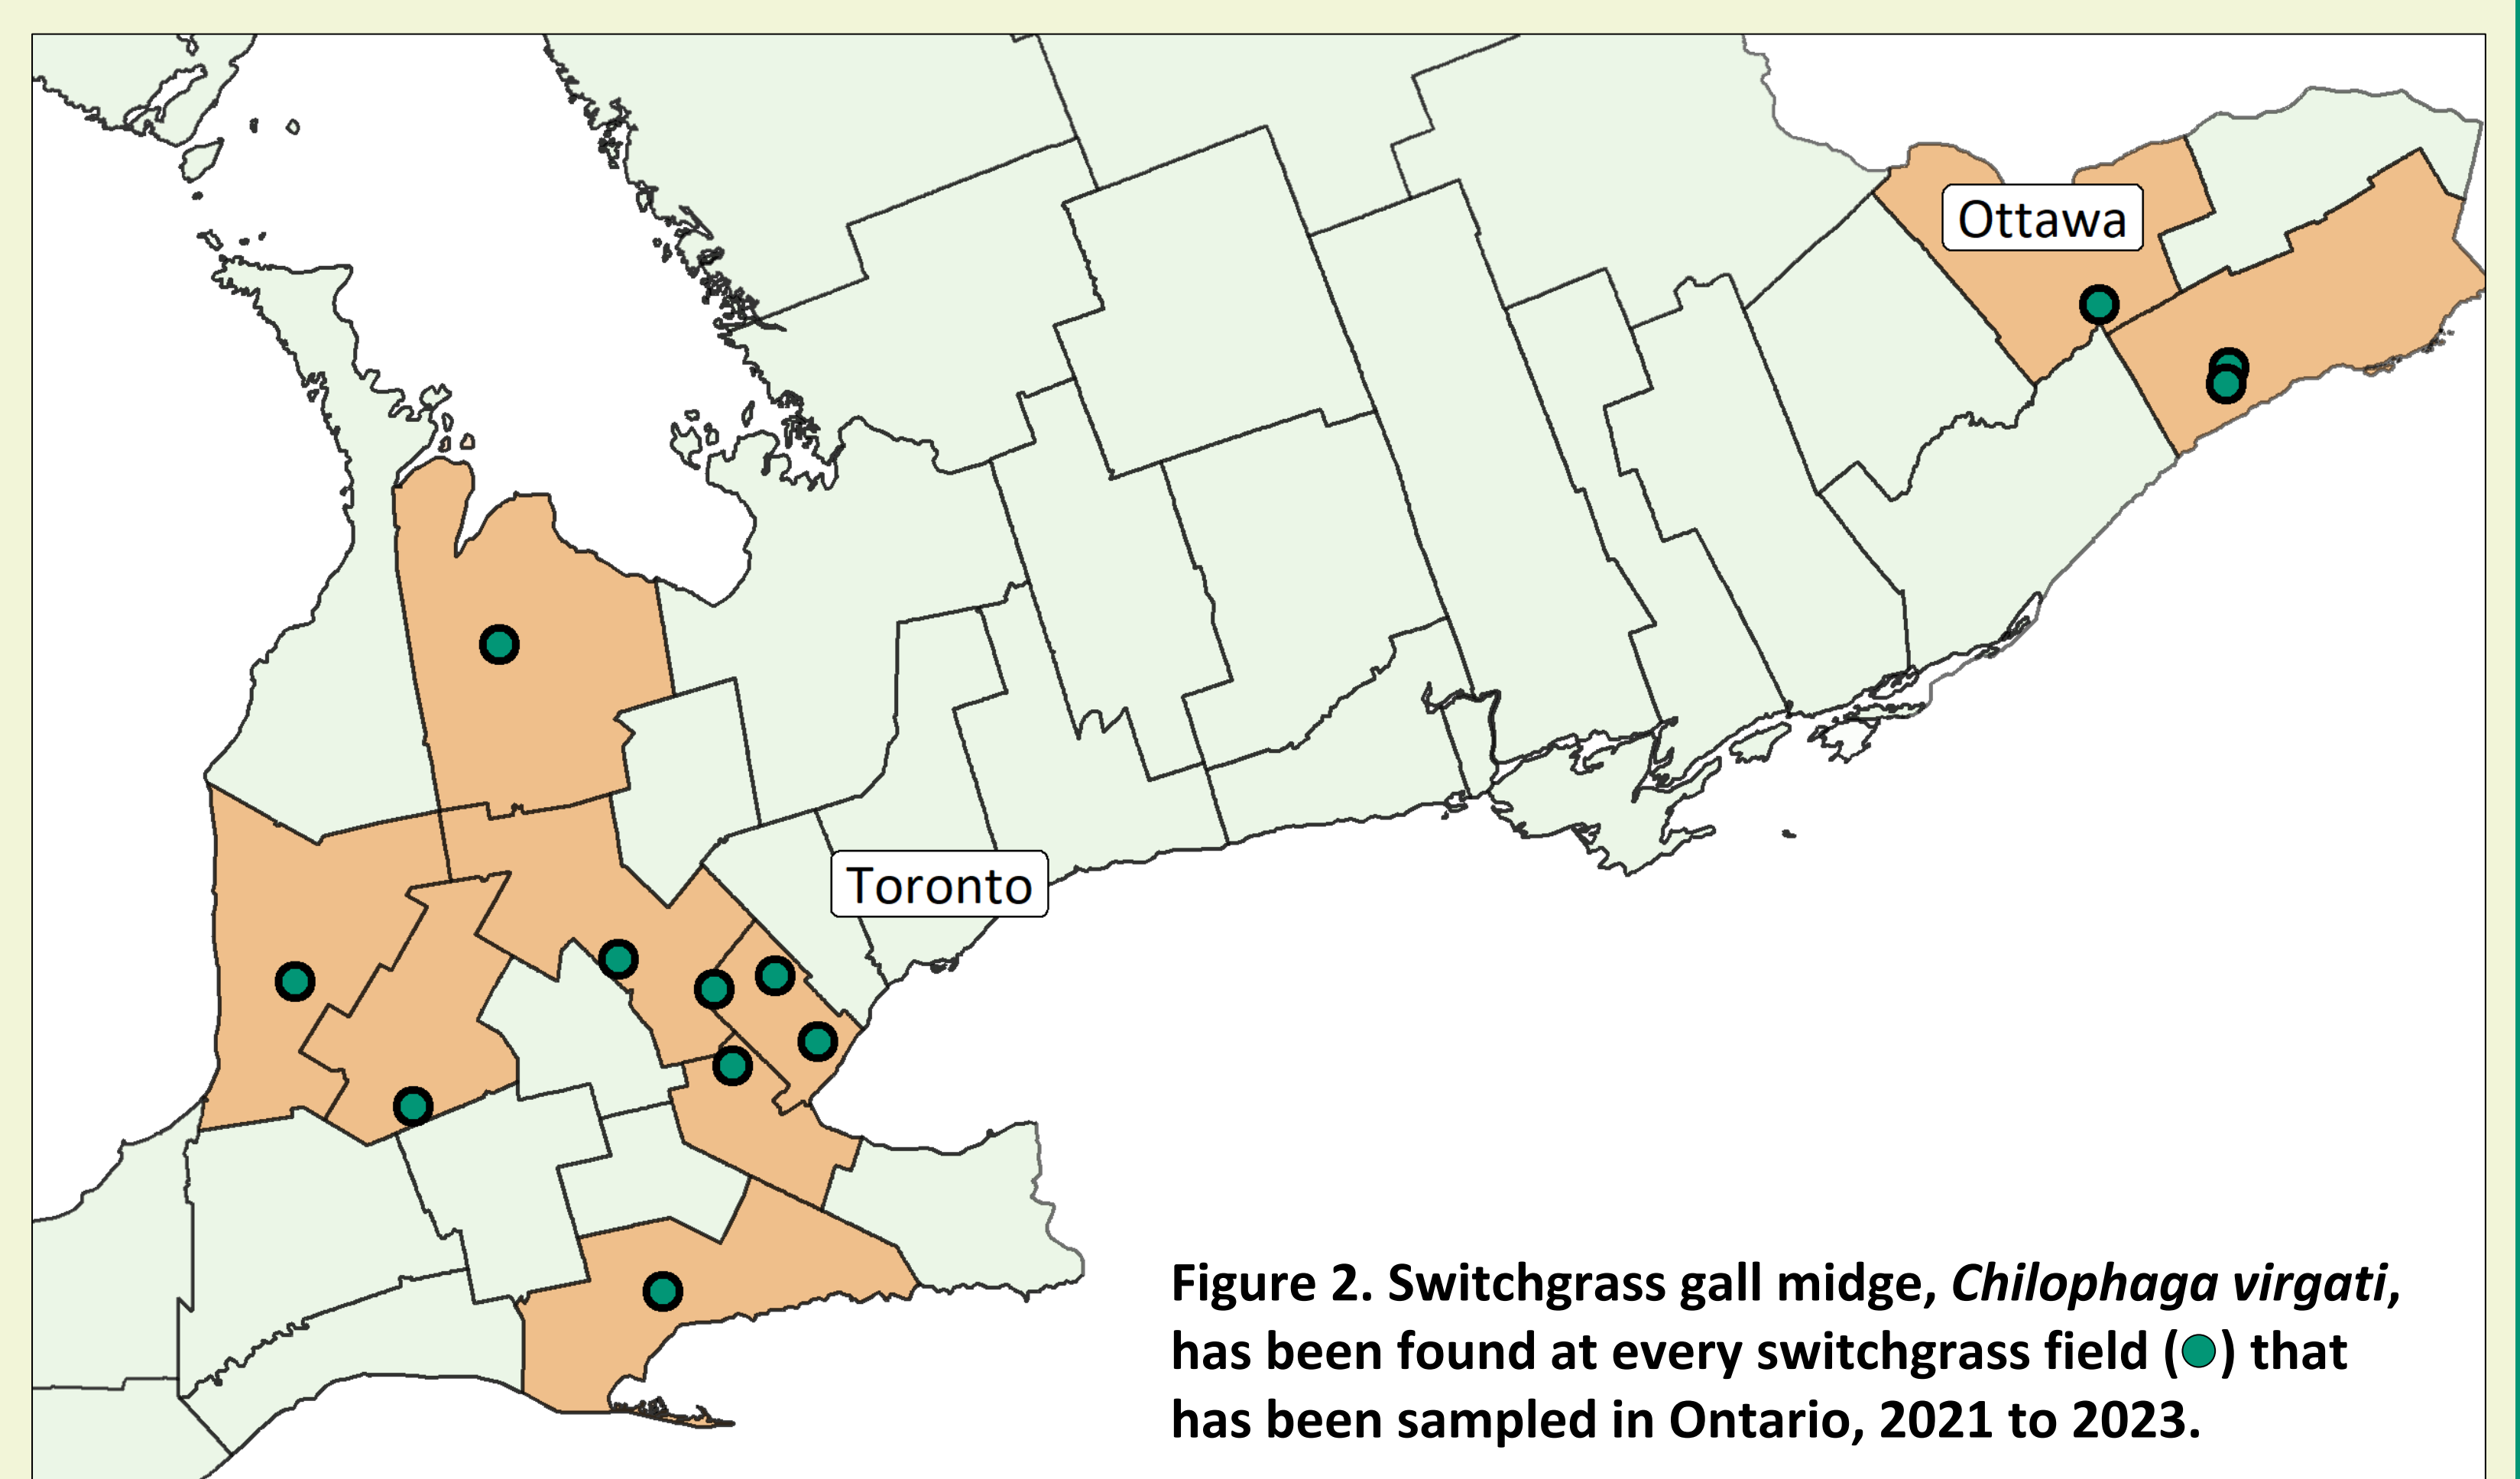 Ottawa
Toronto
Figure 2. Switchgrass gall midge, Chilophaga virgati,
has been found at every switchgrass field () that
has been sampled in Ontario, 2021 to 2023.